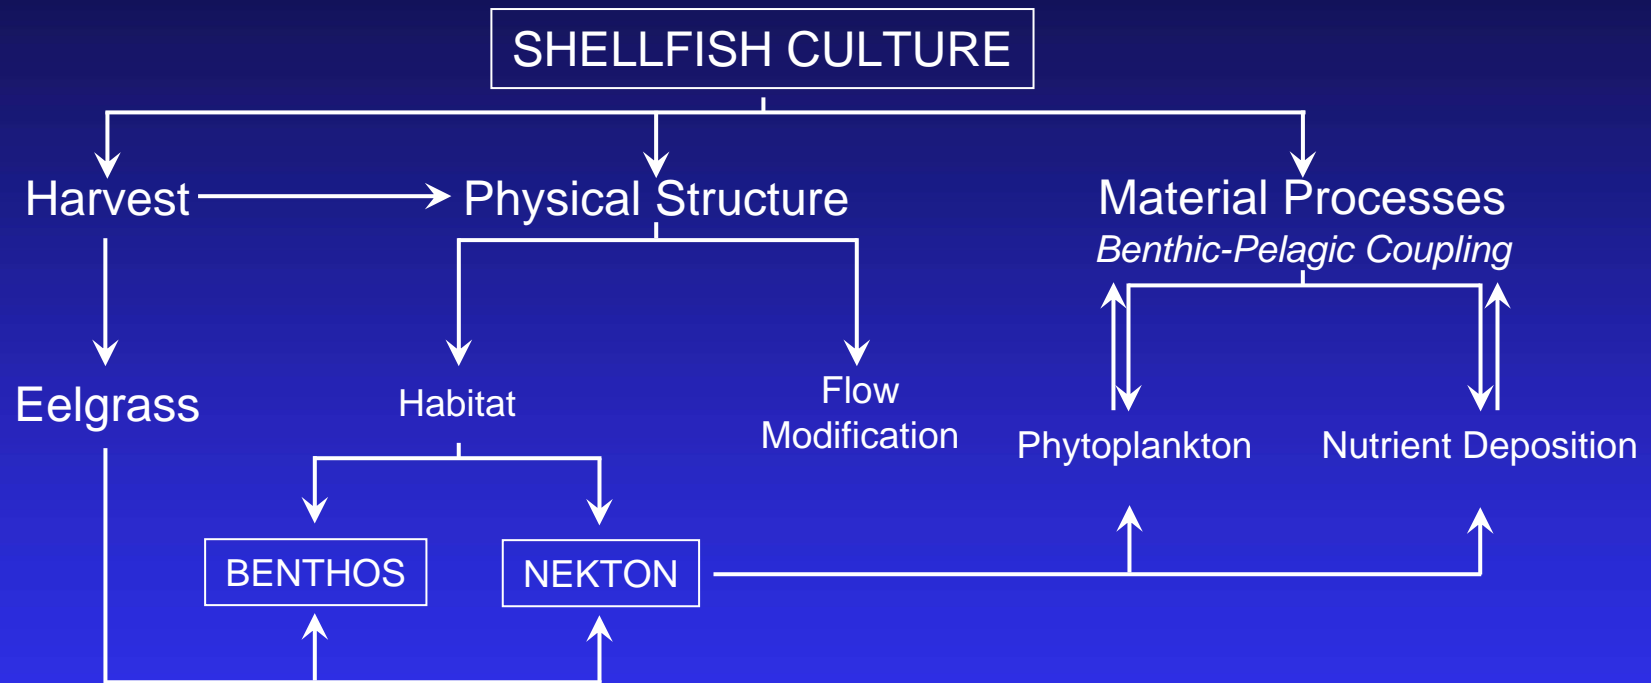 SHELLFISH CULTURE
Harvest
Physical Structure
Material Processes
Benthic-Pelagic Coupling
Eelgrass
Habitat
Flow
Modification
Phytoplankton
Nutrient Deposition
BENTHOS
NEKTON